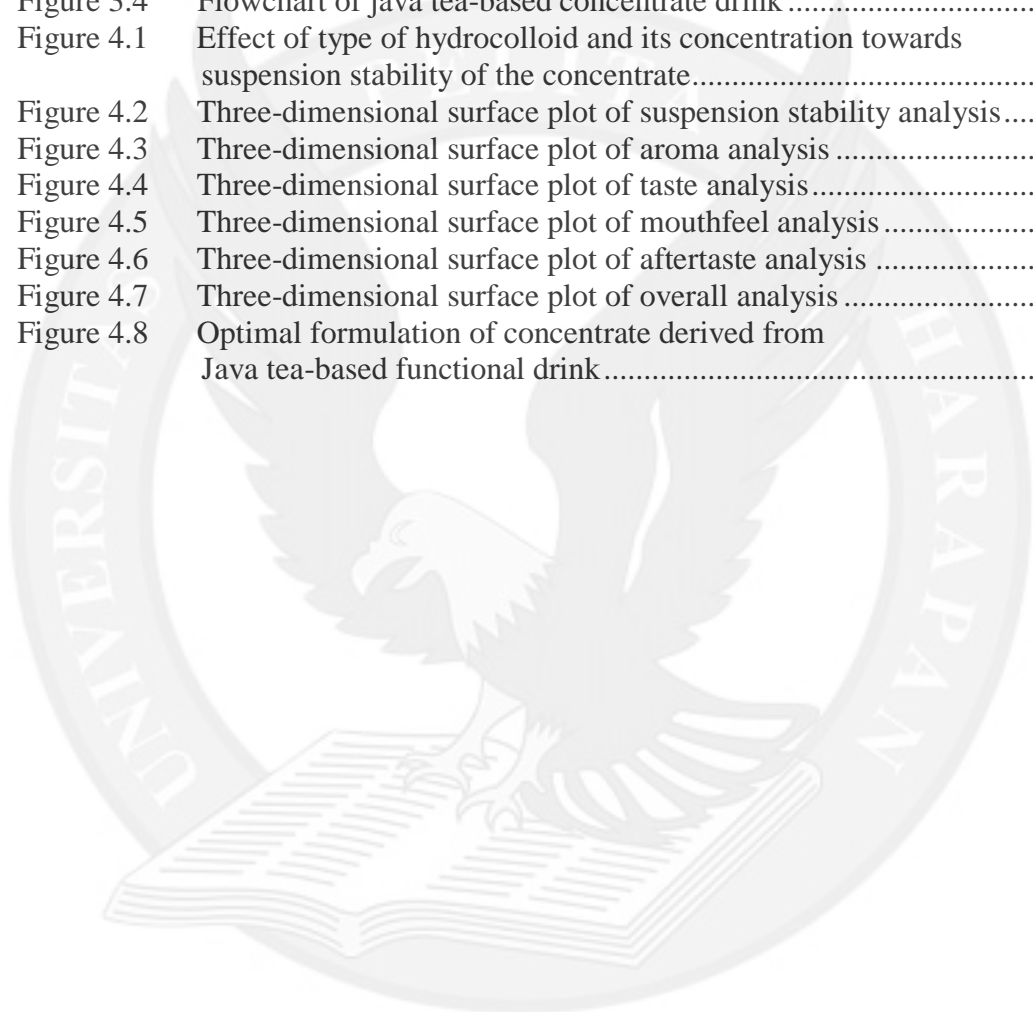 Figure 3.4 Flowchart of java tea-based concentrate drink ...............................
Figure 4.1 Effect of type of hydrocolloid and its concentration towards
suspension stability of the concentrate...........................................
Figure 4.2 Three-dimensional surface plot of suspension stability analysis....
Figure 4.3 Three-dimensional surface plot of aroma analysis .........................
Figure 4.4 Three-dimensional surface plot of taste analysis............................
Figure 4.5 Three-dimensional surface plot of mouthfeel analysis...................
Figure 4.6 Three-dimensional surface plot of aftertaste analysis ....................
Figure 4.7 Three-dimensional surface plot of overall analysis ........................
Figure 4.8 Optimal formulation of concentrate derived from
Java tea-based functional drink.......................................................
UNIVERSITAS PELITA HARAPAN